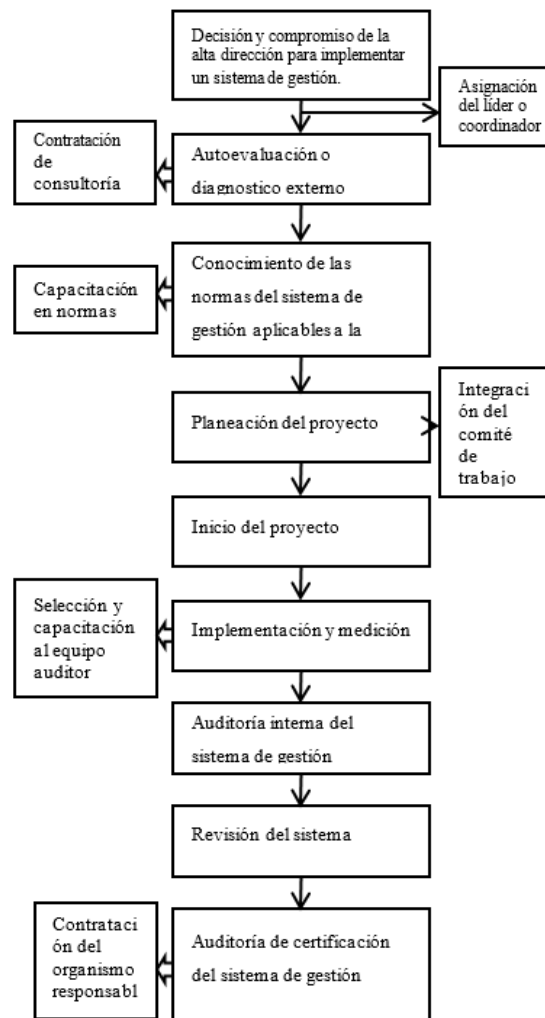 Decisión y compromiso de la
alta dirección para implementar
un sistema de gestión.
Asignación
del líder o
coordinador
Contratación
de
consultoría
Autoevaluación o
diagnostico externo
Conocimiento de las
normas del sistema de
gestión aplicables a la
Capacitación
en normas
Planeación del proyecto
Integraci
ón del
comité
de
trabajo
Inicio del proyecto
Selección y
capacitación
al equipo
auditor
Implementación y medición
Auditoría interna del
sistema de gestión
Revisión del sistema
Contrataci
ón del
organismo
responsabl
Auditoría de certificación
del sistema de gestión